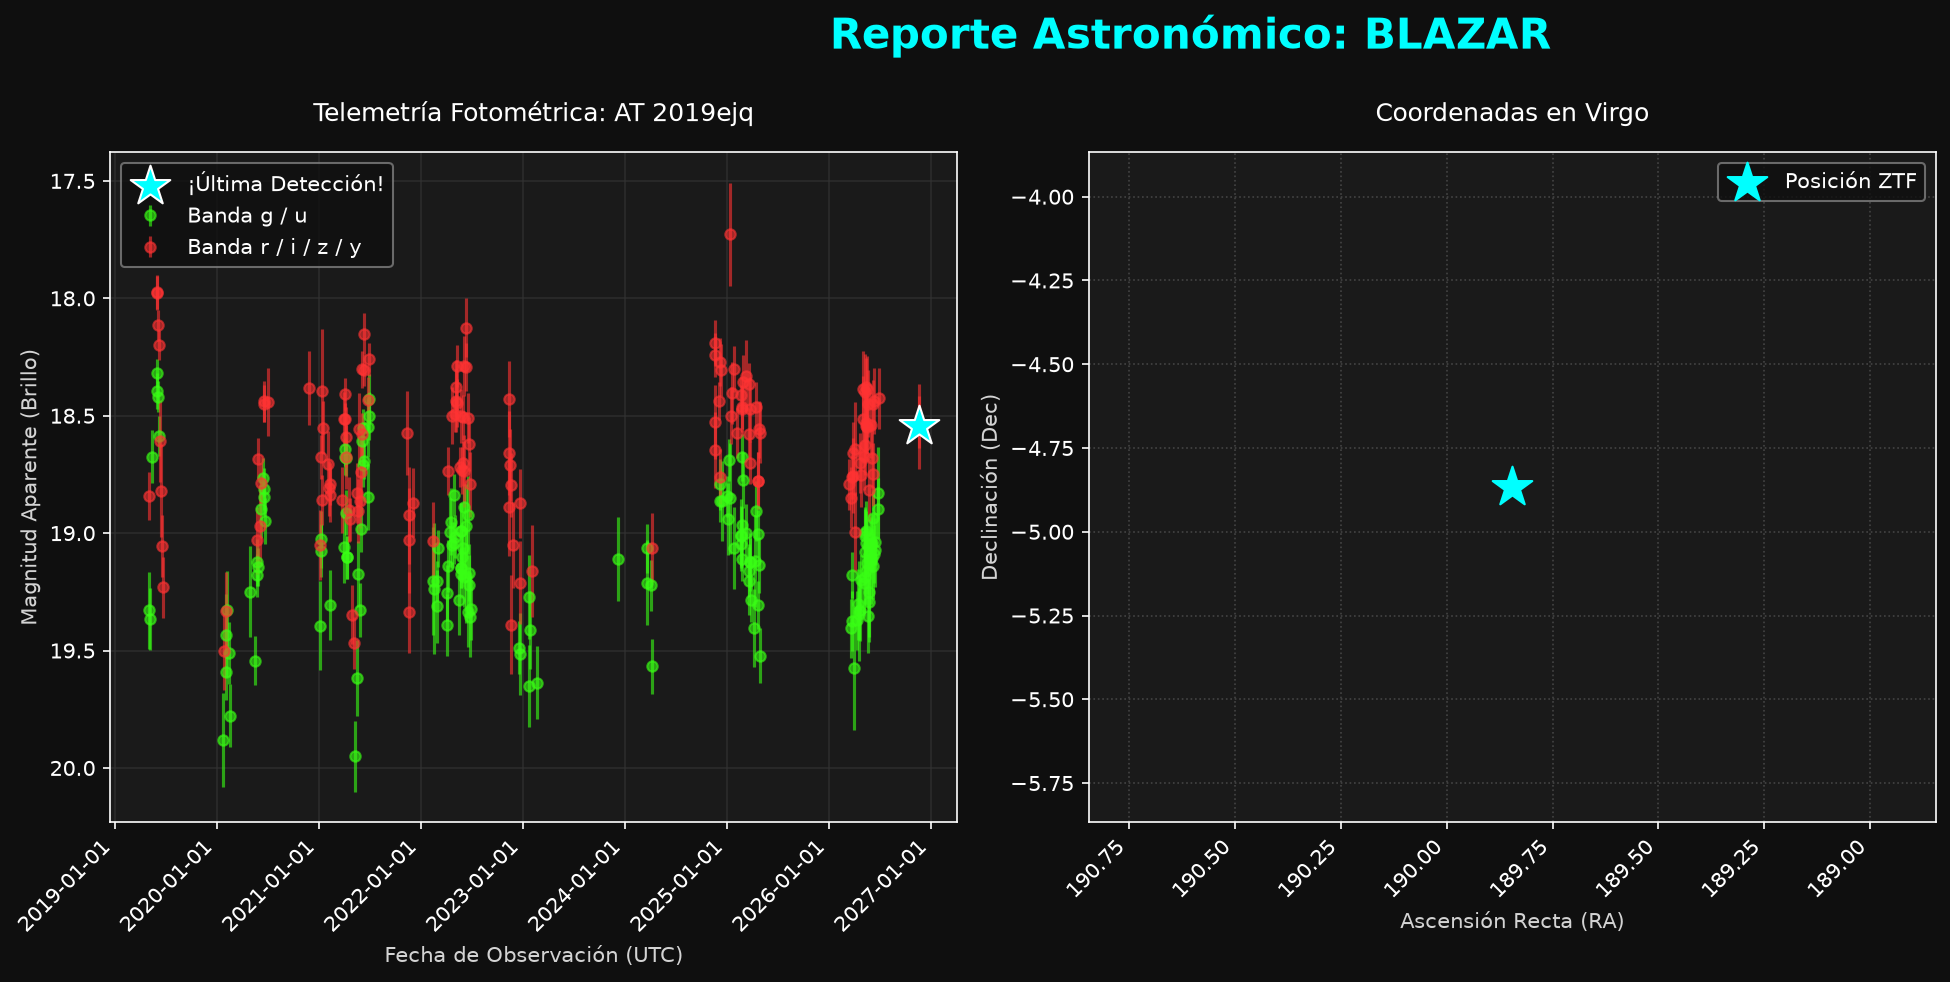 Reporte Astronómico: BLAZAR
Telemetría Fotométrica: AT 2019ejq
¡Última Detección!
Banda g / u
Banda r / i / z / y
Magnitud Aparente (Brillo)
17.5
18.0
18.5
19.0
19.5
20.0
2019-01-01
2020-01-01
2021-01-01
2022-01-01
2023-01-01
2024-01-01
2025-01-01
2026-01-01
2027-01-01
Fecha de Observación (UTC)
Coordenadas en Virgo
Posición ZTF
Declinación (Dec)
−4.00
−4.25
−4.50
−4.75
−5.00
−5.25
−5.50
−5.75
190.75
190.50
190.25
190.00
189.75
189.50
189.25
189.00
Ascensión Recta (RA)